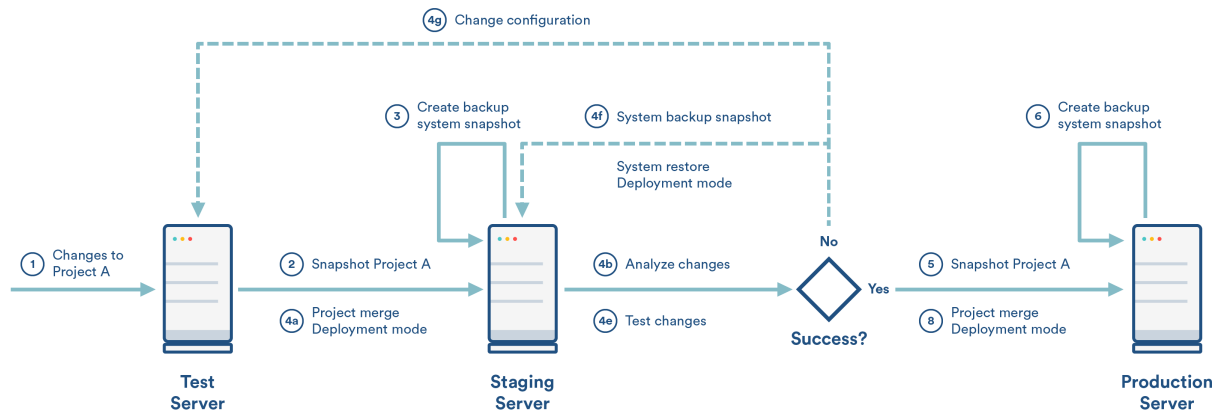 4g Change configuration
3 Create backup
system snapshot
4f System backup snapshot
System restore
Deployment mode
6 Create backup
system snapshot
1 Changes to
Project A
2 Snapshot Project A
4a Project merge
Deployment mode
4b Analyze changes
4e Test changes
No
Yes
Success?
5 Snapshot Project A
8 Project merge
Deployment mode
Test
Server
Staging
Server
Production
Server